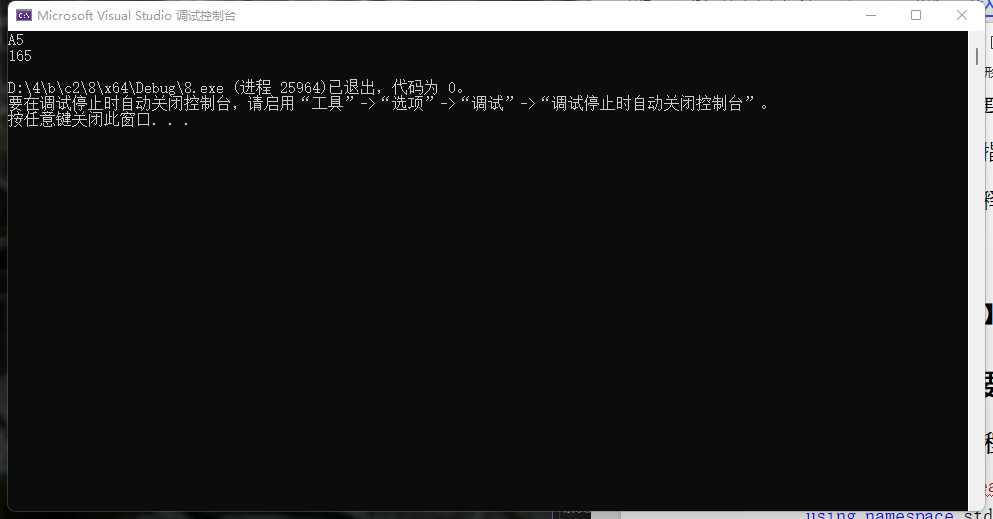 Microsoft Visual Studio 调试控制台
A5
165
D:\4\b\c2\8\x64\Debug\8.exe (进程 25964)已退出，代码为 0。
要在调试停止时自动关闭控制台，请启用“工具”->“选项”->“调试”->“调试停止时自动关闭控制台”。
按任意键关闭此窗口. . .
using namespace std